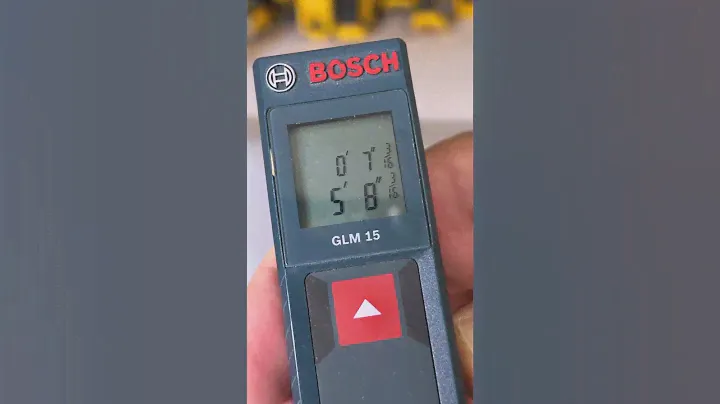 BOSCH
0' 7"
5' 8"
GLM 15